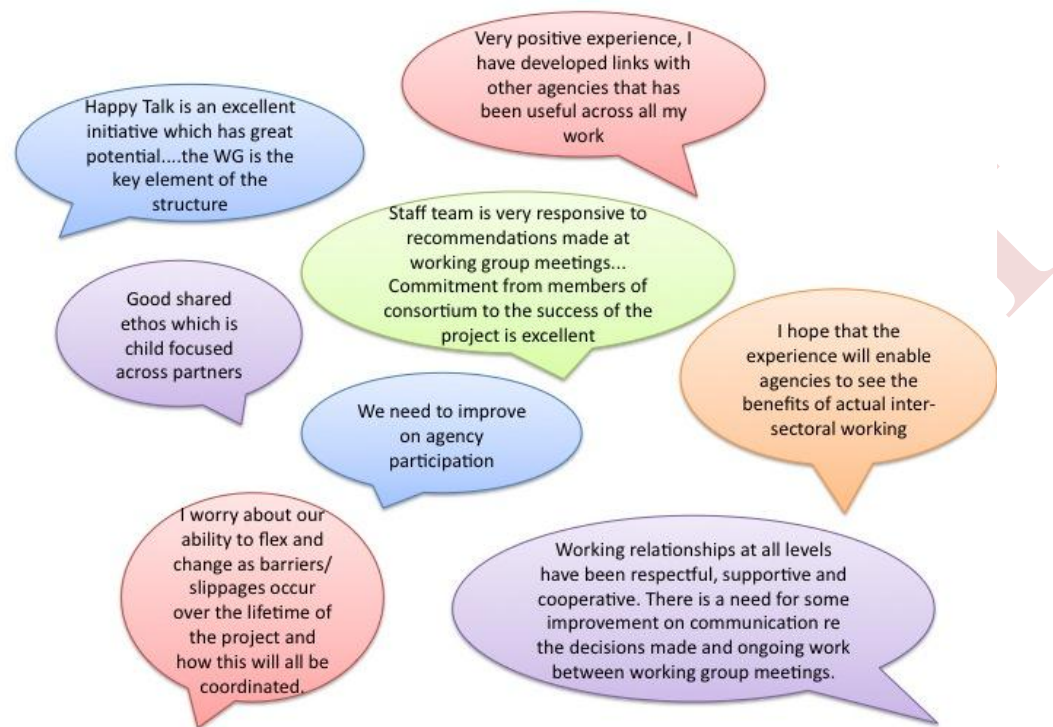 Very positive experience, I
have developed links with
other agencies that has
been useful across all my
work
Happy Talk is an excellent
initiative which has great
potential....the WG is the
key element of the
structure
Staff team is very responsive to
recommendations made at
working group meetings...
Commitment from members of
consortium to the success of the
project is excellent
Good shared
ethos which is
child focused
across partners
I hope that the
experience will enable
agencies to see the
benefits of actual inter-
sectoral working
We need to improve
on agency
participation
I worry about our
ability to flex and
change as barriers/
slippages occur
over the lifetime of
the project and
how this will all be
coordinated.
Working relationships at all levels
have been respectful, supportive and
cooperative. There is a need for some
improvement on communication re
the decisions made and ongoing work
between working group meetings.